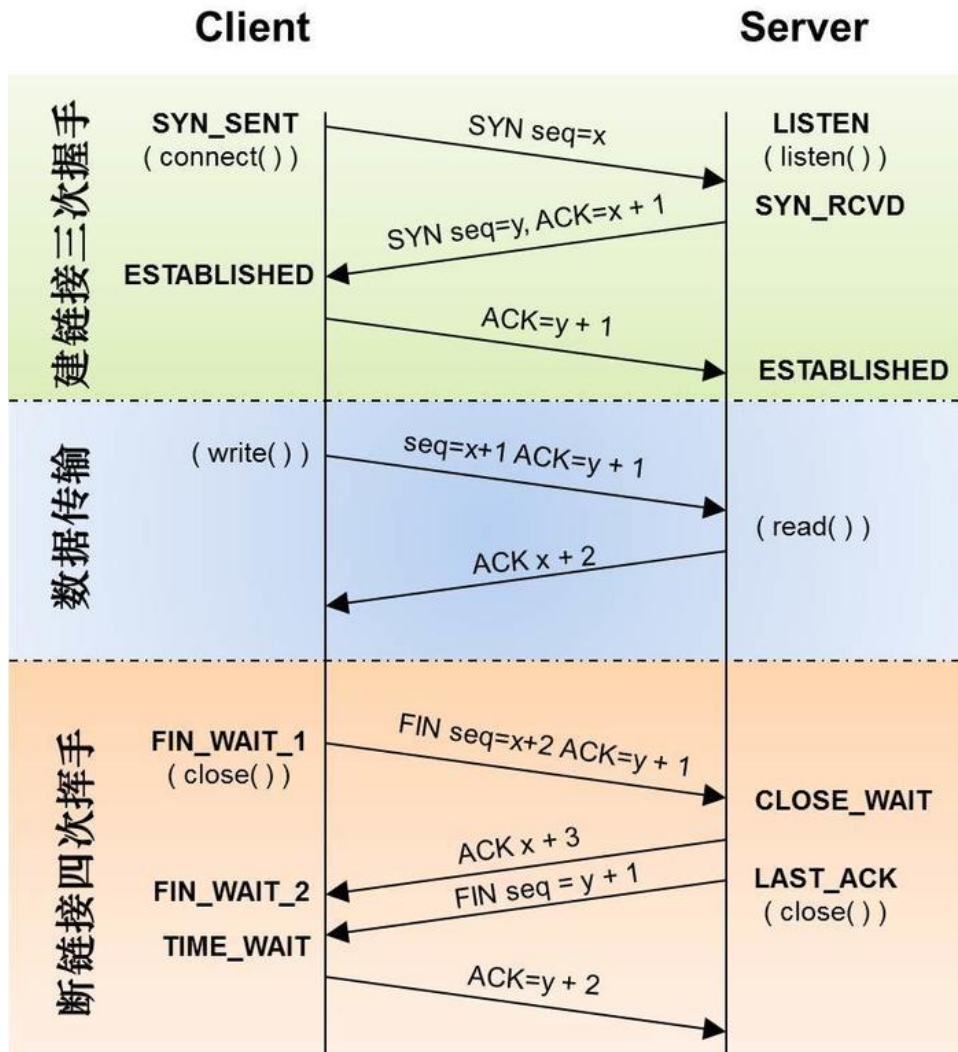 Client
Server
建链接三次握手
SYN_SENT
( connect() )
SYN seq=x
LISTEN
( listen() )
SYN_RCVD
SYN seq=y, ACK=x + 1
ESTABLISHED
ACK=y + 1
ESTABLISHED
数据传输
( write() )
seq=x+1 ACK=y + 1
( read() )
ACK x + 2
断链接四次挥手
FIN_WAIT_1
( close() )
FIN seq=x+2 ACK=y + 1
CLOSE_WAIT
ACK x + 3
FIN_WAIT_2
FIN seq = y + 1
LAST_ACK
( close() )
TIME_WAIT
ACK=y + 2